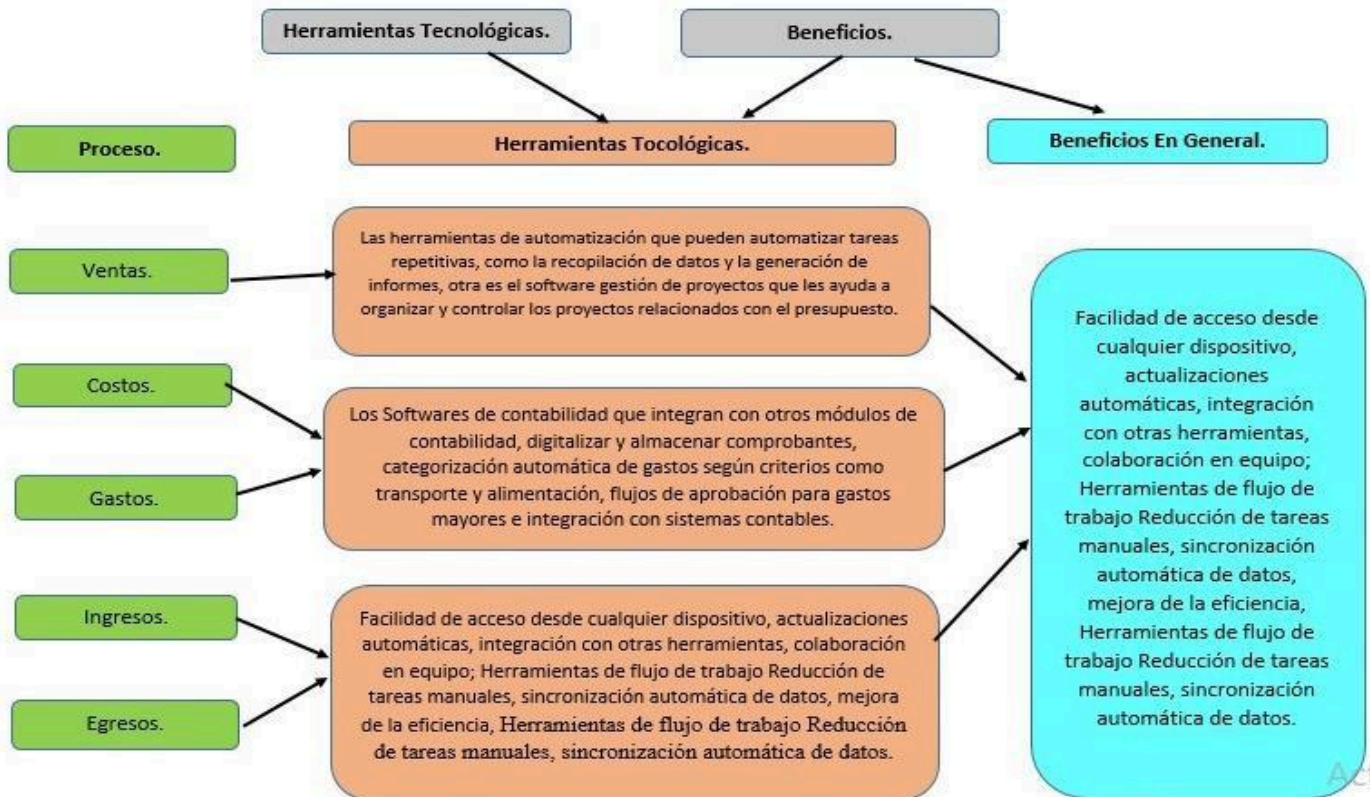 Herramientas Tecnológicas.
Beneficios.
Proceso.
Herramientas Tocológicas.
Beneficios En General.
Ventas.
Las herramientas de automatización que pueden automatizar tareas
repetitivas, como la recopilación de datos y la generación de
informes, otra es el software gestión de proyectos que les ayuda a
organizar y controlar los proyectos relacionados con el presupuesto.
Costos.
Gastos.
Los Softwares de contabilidad que integran con otros módulos de
contabilidad, digitalizar y almacenar comprobantes,
categorización automática de gastos según criterios como
transporte y alimentación, flujos de aprobación para gastos
mayores e integración con sistemas contables.
Ingresos.
Egresos.
Facilidad de acceso desde cualquier dispositivo, actualizaciones
automáticas, integración con otras herramientas, colaboración
en equipo; Herramientas de flujo de trabajo Reducción de
tareas manuales, sincronización automática de datos, mejora
de la eficiencia, Herramientas de flujo de trabajo Reducción
de tareas manuales, sincronización automática de datos.
Facilidad de acceso desde
cualquier dispositivo,
actualizaciones
automáticas, integración
con otras herramientas,
colaboración en equipo;
Herramientas de flujo de
trabajo Reducción de tareas
manuales, sincronización
automática de datos,
mejora de la eficiencia,
Herramientas de flujo de
trabajo Reducción de tareas
manuales, sincronización
automática de datos.